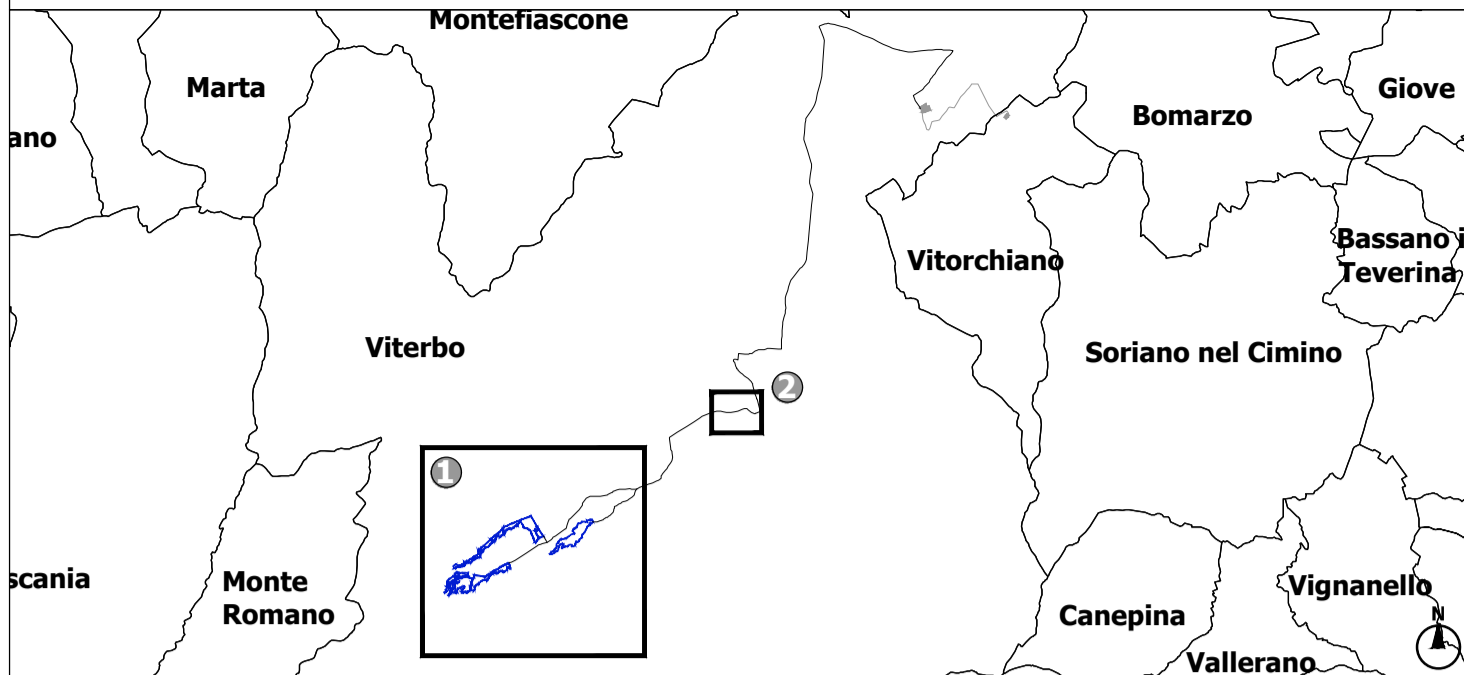 Montefiascone
Marta
Giove
Bomarzo
ano
Bassano i
Teverina
Vitorchiano
Viterbo
Soriano nel Cimino
2
1
scania
Monte
Romano
Vignanello
Canepina
N
Vallerano